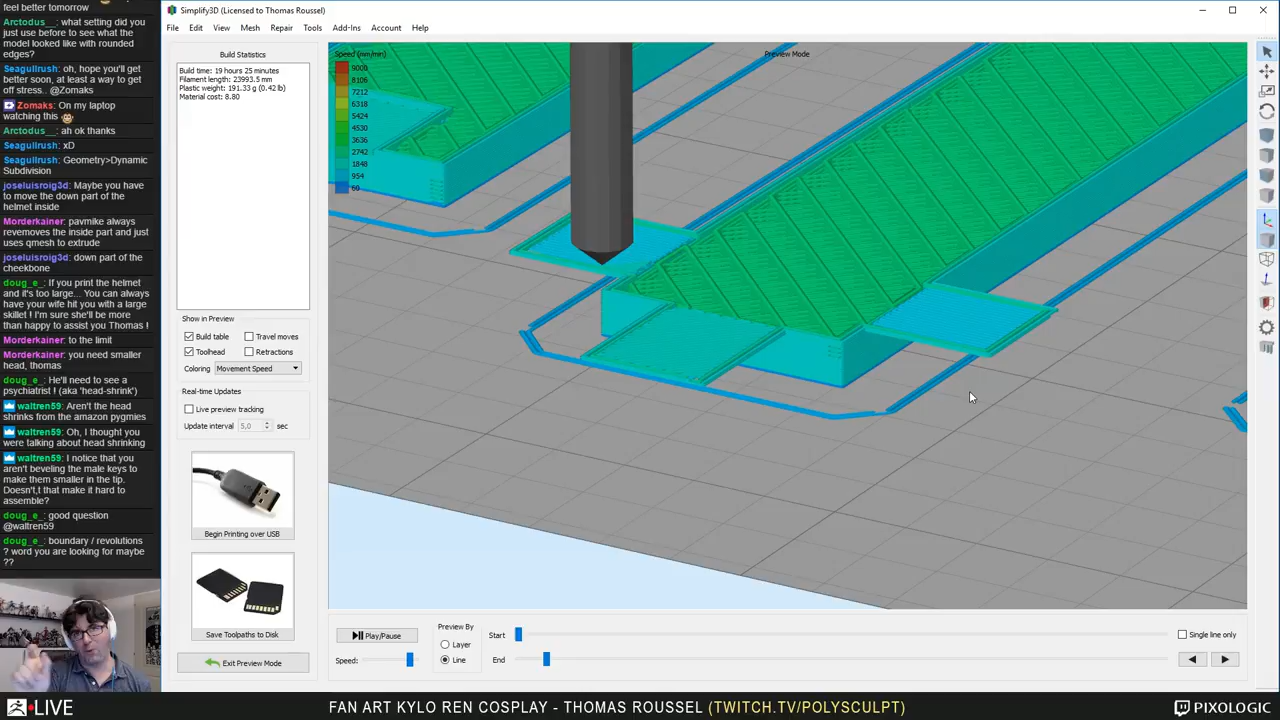 feel better tomorrow
Arctodus__: what setting did you
just use before to see what the
model looked like with rounded
edges?
Seagullrush: oh, hope you'll get
better soon, at least a way to get
off stress.. @Zomaks
Zomaks: On my laptop
watching this
Arctodus__: ah ok thanks
Seagullrush: xD
Seagullrush: Geometry>Dynamic
Subdivision
joseluisroig3d: Maybe you have
to move the down part of the
helmet inside
Morderkainer: pavmike always
revemoves the inside part and just
uses qmesh to extrude
joseluisroig3d: down part of the
cheekbone
doug_e_: If you print the helmet
and it's too large... You can always
have your wife hit you with a large
skillet ! I'm sure she'll be more
than happy to assist you Thomas !
Morderkainer: to the limit
Morderkainer: you need smaller
head, thomas
doug_e_: He'll need to see a
psychiatrist ! (aka 'head-shrink')
waltren59: Aren't the head
shrinks from the amazon pygmies
waltren59: Oh, I thought you
were talking about head shrinking
waltren59: I notice that you
aren't beveling the male keys to
make them smaller in the tip.
Doesn't,t that make it hard to
assemble?
doug_e_: good question
@waltren59
doug_e_: boundary / revolutions
? word you are looking for maybe
??
Simplify3D (Licensed to Thomas Roussel)
File Edit View Mesh Repair Tools Add-Ins Account Help
Build Statistics
Build time: 19 hours 25 minutes
Filament length: 23993.5 mm
Plastic weight: 191.33 g (0.42 lb)
Material cost: 8.80
Show in Preview
Build table Travel moves
Toolhead Retractions
Coloring Movement Speed
Real-time Updates
Live preview tracking
Update interval 5,0 sec
Begin Printing over USB
Save Toolpaths to Disk
Exit Preview Mode
Speed (mm/min)
9000
8106
7212
6318
5424
4530
3636
2742
1848
954
60
Preview Mode
Play/Pause
Speed:
Preview By
Layer
Line
Start
End
Single line only
LIVE
FAN ART KYLO REN COSPLAY - THOMAS ROUSSEL (TWITCH.TV/POLYSCULPT)
PIXOLOGIC